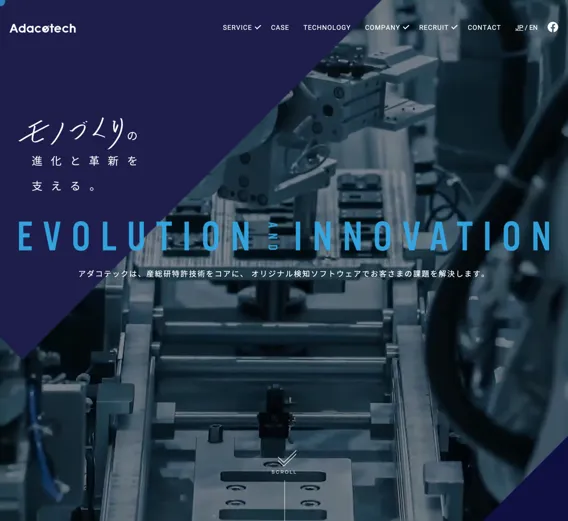 Adacotech
SERVICE CASE TECHNOLOGY COMPANY RECRUIT CONTACT JP / EN
モノづくりの
進化と革新を
支える。
EVOLUTION AND INNOVATION
アダコテックは、産総研特許技術をコアに、 オリジナル検知ソフトウェアでお客さまの課題を解決します。
SCROLL